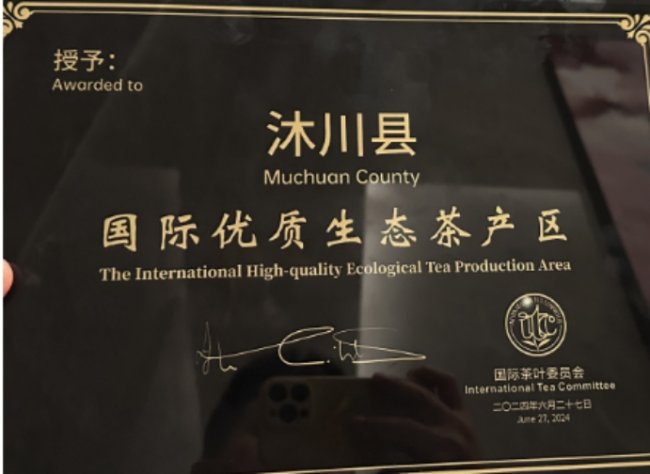 授予：
Awarded to
沐川县
Muchuan County
国际优质生态茶产区
The International High-quality Ecological Tea Production Area
国际茶叶委员会
International Tea Committee
二〇二四年六月二十七日
June 27, 2024